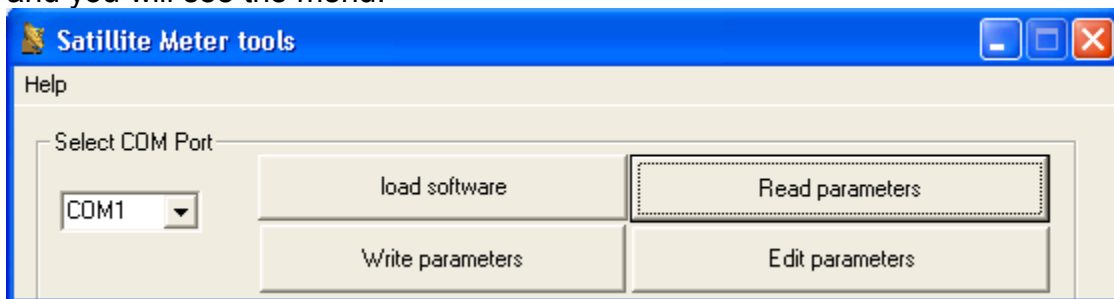 and you will see the menu:
Satillite Meter tools
Help
Select COM Port
COM1
load software
Read parameters
Write parameters
Edit parameters